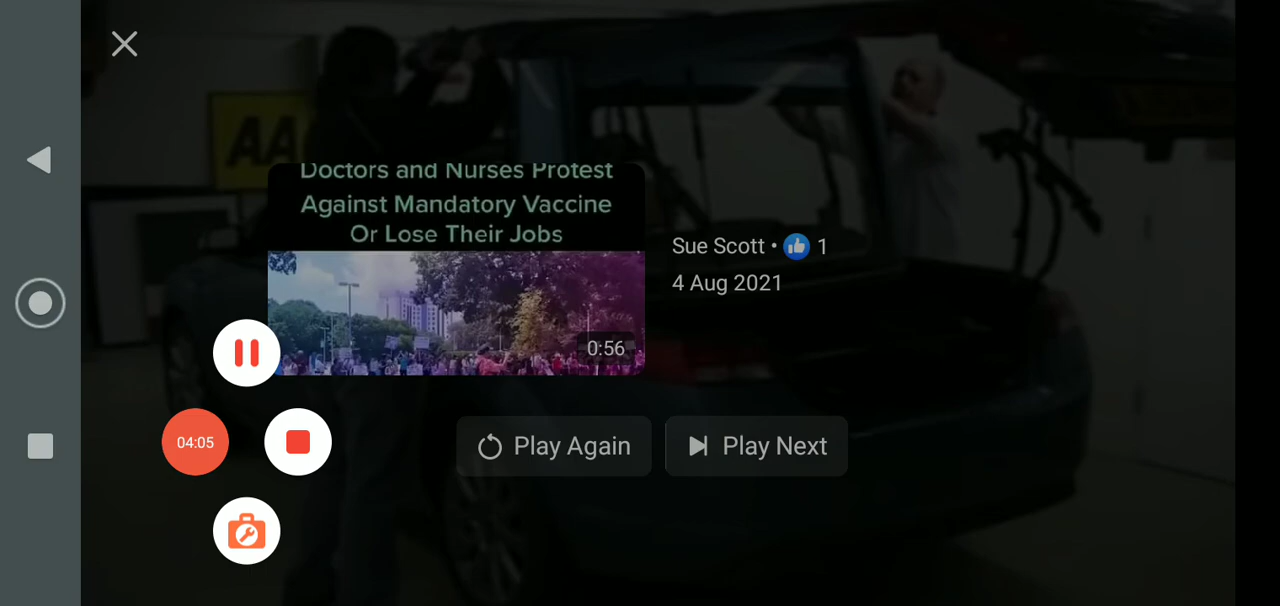 AA
Doctors and Nurses Protest
Against Mandatory Vaccine
Or Lose Their Jobs
Sue Scott • 1
4 Aug 2021
0:56
04:05
Play Again
Play Next